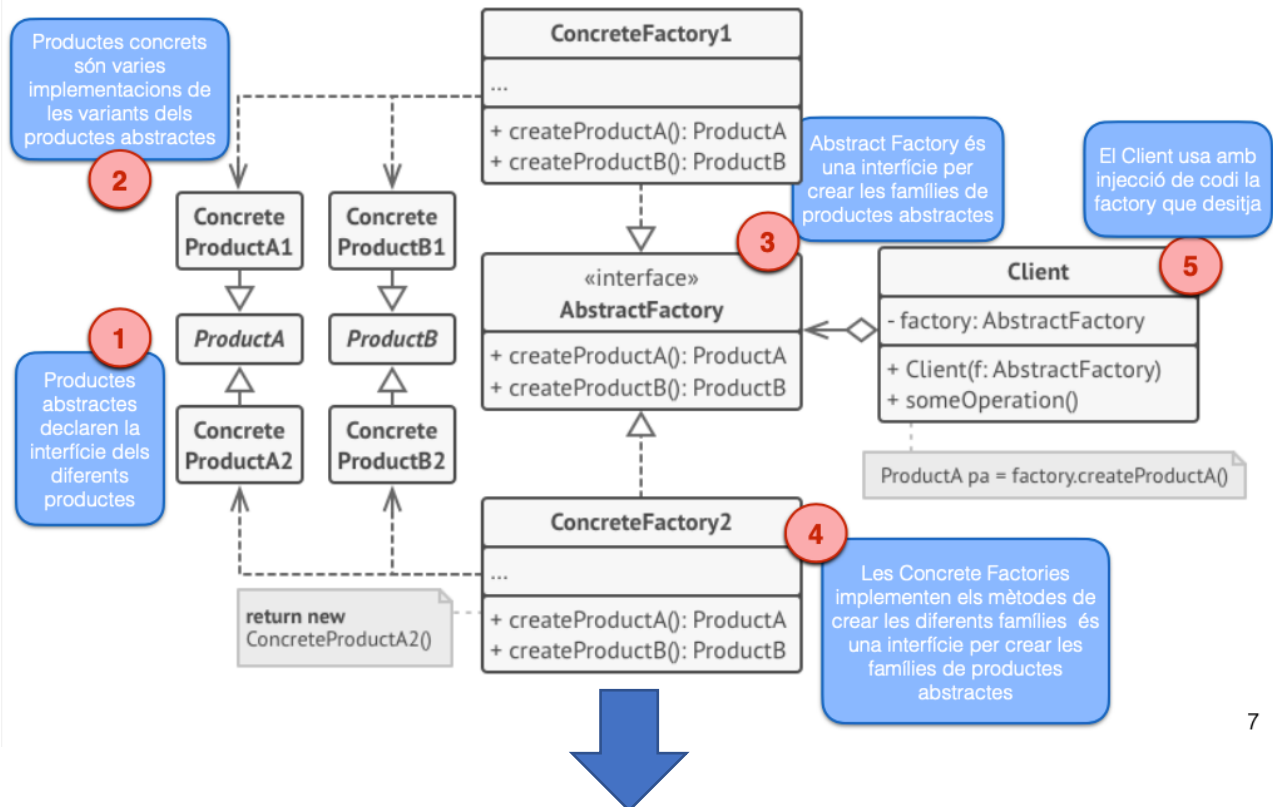 Productes concrets
són varies
implementacions de
les variants dels
productes abstractes
2
ConcreteFactory1
...
+ createProductA(): ProductA
+ createProductB(): ProductB
Abstract Factory és
una interfície per
crear les famílies de
productes abstractes
3
El Client usa amb
injecció de codi la
factory que desitja
5
Concrete
ProductA1
Concrete
ProductB1
1
ProductA
ProductB
Productes
abstractes
declaren la
interfície dels
diferents
productes
Concrete
ProductA2
Concrete
ProductB2
«interface»
AbstractFactory
+ createProductA(): ProductA
+ createProductB(): ProductB
Client
- factory: AbstractFactory
+ Client(f: AbstractFactory)
+ someOperation()
ProductA pa = factory.createProductA()
ConcreteFactory2
...
+ createProductA(): ProductA
+ createProductB(): ProductB
return new
ConcreteProductA2()
4
Les Concrete Factories
implementen els mètodes de
crear les diferents famílies és
una interfície per crear les
famílies de productes
abstractes
7